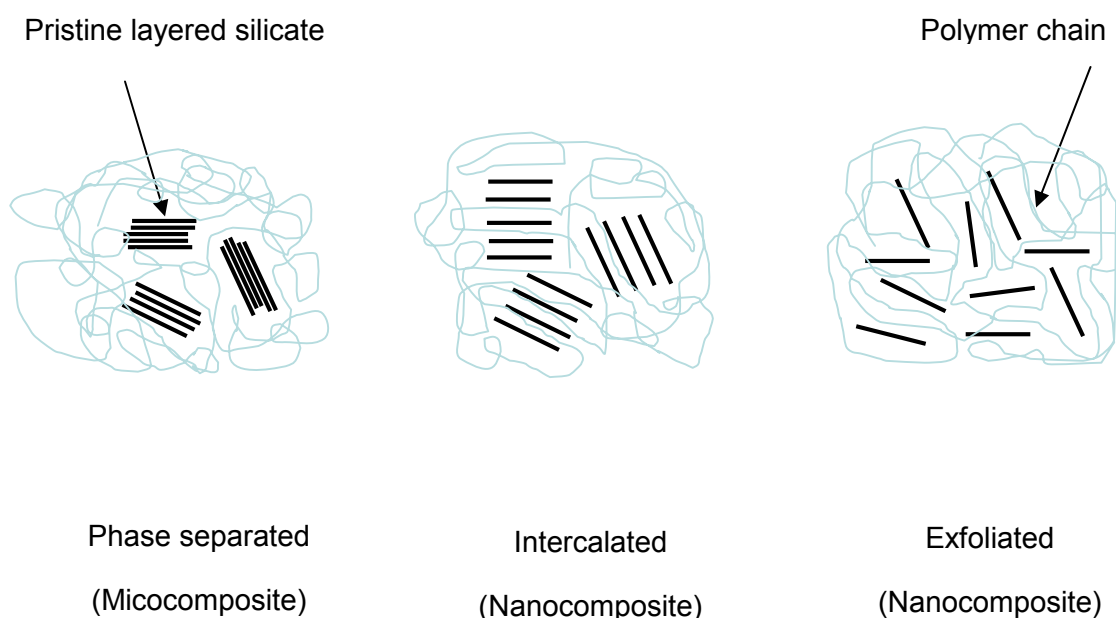 Pristine layered silicate
Polymer chain
Phase separated
(Micocomposite)
Intercalated
(Nanocomposite)
Exfoliated
(Nanocomposite)